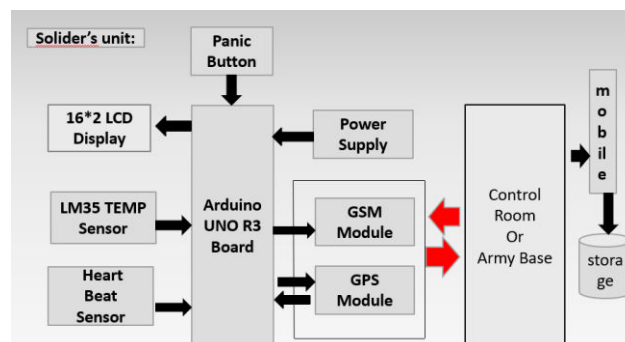 Solider's unit:
Panic
Button
16*2 LCD
Display
Power
Supply
LM35 TEMP
Sensor
Arduino
UNO R3
Board
GSM
Module
Heart
Beat
Sensor
GPS
Module
Control
Room
Or
Army Base
m
o
b
il
e
stora
ge